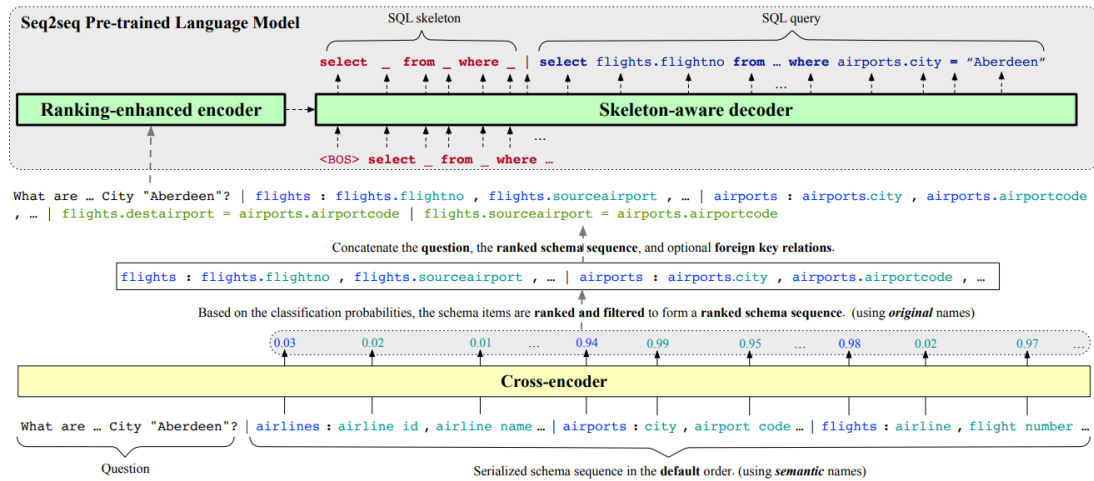 Seq2seq Pre-trained Language Model
SQL skeleton
SQL query
select _ from _ where _ | select flights.flightno from … where airports.city = “Aberdeen”
...
Ranking-enhanced encoder
Skeleton-aware decoder
...
<BOS> select _ from _ where …
What are … City "Aberdeen"? | flights : flights.flightno , flights.sourceairport , … | airports : airports.city , airports.airportcode
, … | flights.destairport = airports.airportcode | flights.sourceairport = airports.airportcode
Concatenate the question, the ranked schema sequence, and optional foreign key relations.
flights : flights.flightno , flights.sourceairport , … | airports : airports.city , airports.airportcode , …
Based on the classification probabilities, the schema items are ranked and filtered to form a ranked schema sequence. (using original names)
0.03 0.02 0.01 ... 0.94 0.99 0.95 ... 0.98 0.02 0.97 ...
Cross-encoder
What are … City "Aberdeen"? | airlines : airline id , airline name … | airports : city , airport code … | flights : airline , flight number …
Question
Serialized schema sequence in the default order. (using semantic names)